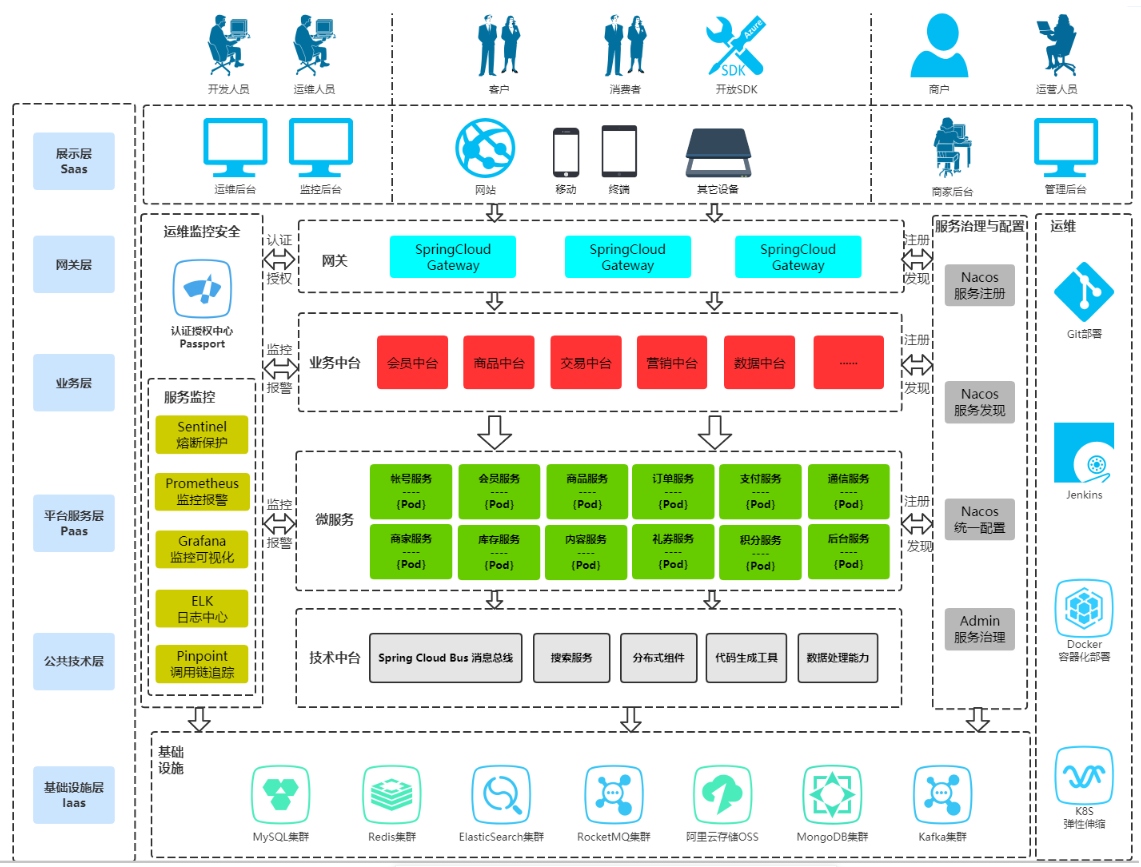 Azure
SDK
开发人员
运维人员
客户
消费者
开放SDK
商户
运营人员
展示层
Saas
运维后台
监控后台
网站
移动
终端
其它设备
商家后台
管理后台
网关层
业务层
平台服务层
Paas
公共技术层
基础设施层
Iaas
运维监控安全
认证授权中心
Passport
服务监控
Sentinel
熔断保护
Prometheus
监控报警
Grafana
监控可视化
ELK
日志中心
Pinpoint
调用链追踪
认证
授权
监控
报警
监控
报警
网关
SpringCloud
Gateway
SpringCloud
Gateway
SpringCloud
Gateway
业务中台
会员中台
商品中台
交易中台
营销中台
数据中台
......
微服务
帐号服务
----
{Pod}
会员服务
----
{Pod}
商品服务
----
{Pod}
订单服务
----
{Pod}
支付服务
----
{Pod}
通信服务
----
{Pod}
商家服务
----
{Pod}
库存服务
----
{Pod}
内容服务
----
{Pod}
礼券服务
----
{Pod}
积分服务
----
{Pod}
后台服务
----
{Pod}
技术中台
Spring Cloud Bus 消息总线
搜索服务
分布式组件
代码生成工具
数据处理能力
注册
发现
注册
发现
注册
发现
服务治理与配置
Nacos
服务注册
Nacos
服务发现
Nacos
统一配置
Admin
服务治理
运维
Git部署
Jenkins
Docker
容器化部署
K8S
弹性伸缩
基础
设施
MySQL集群
Redis集群
ElasticSearch集群
RocketMQ集群
阿里云存储OSS
MongoDB集群
Kafka集群